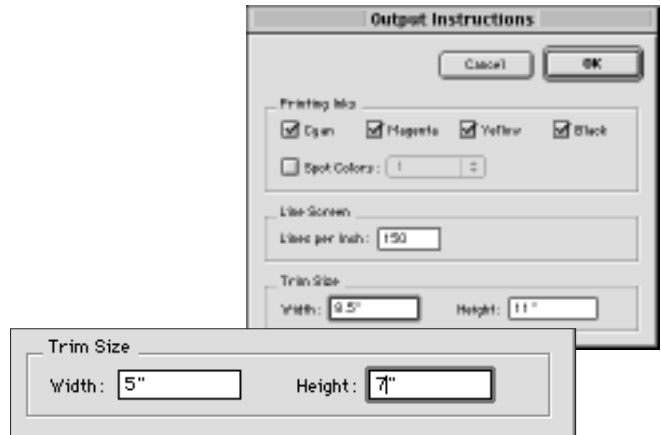 Output Instructions
Cancel OK
Printing Inks
Cyan Magenta Yellow Black
Spot Colors: 1
Line Screen
Lines per inch: 150
Trim Size
Width: 8.5" Height: 11"
Trim Size
Width: 5" Height: 7"